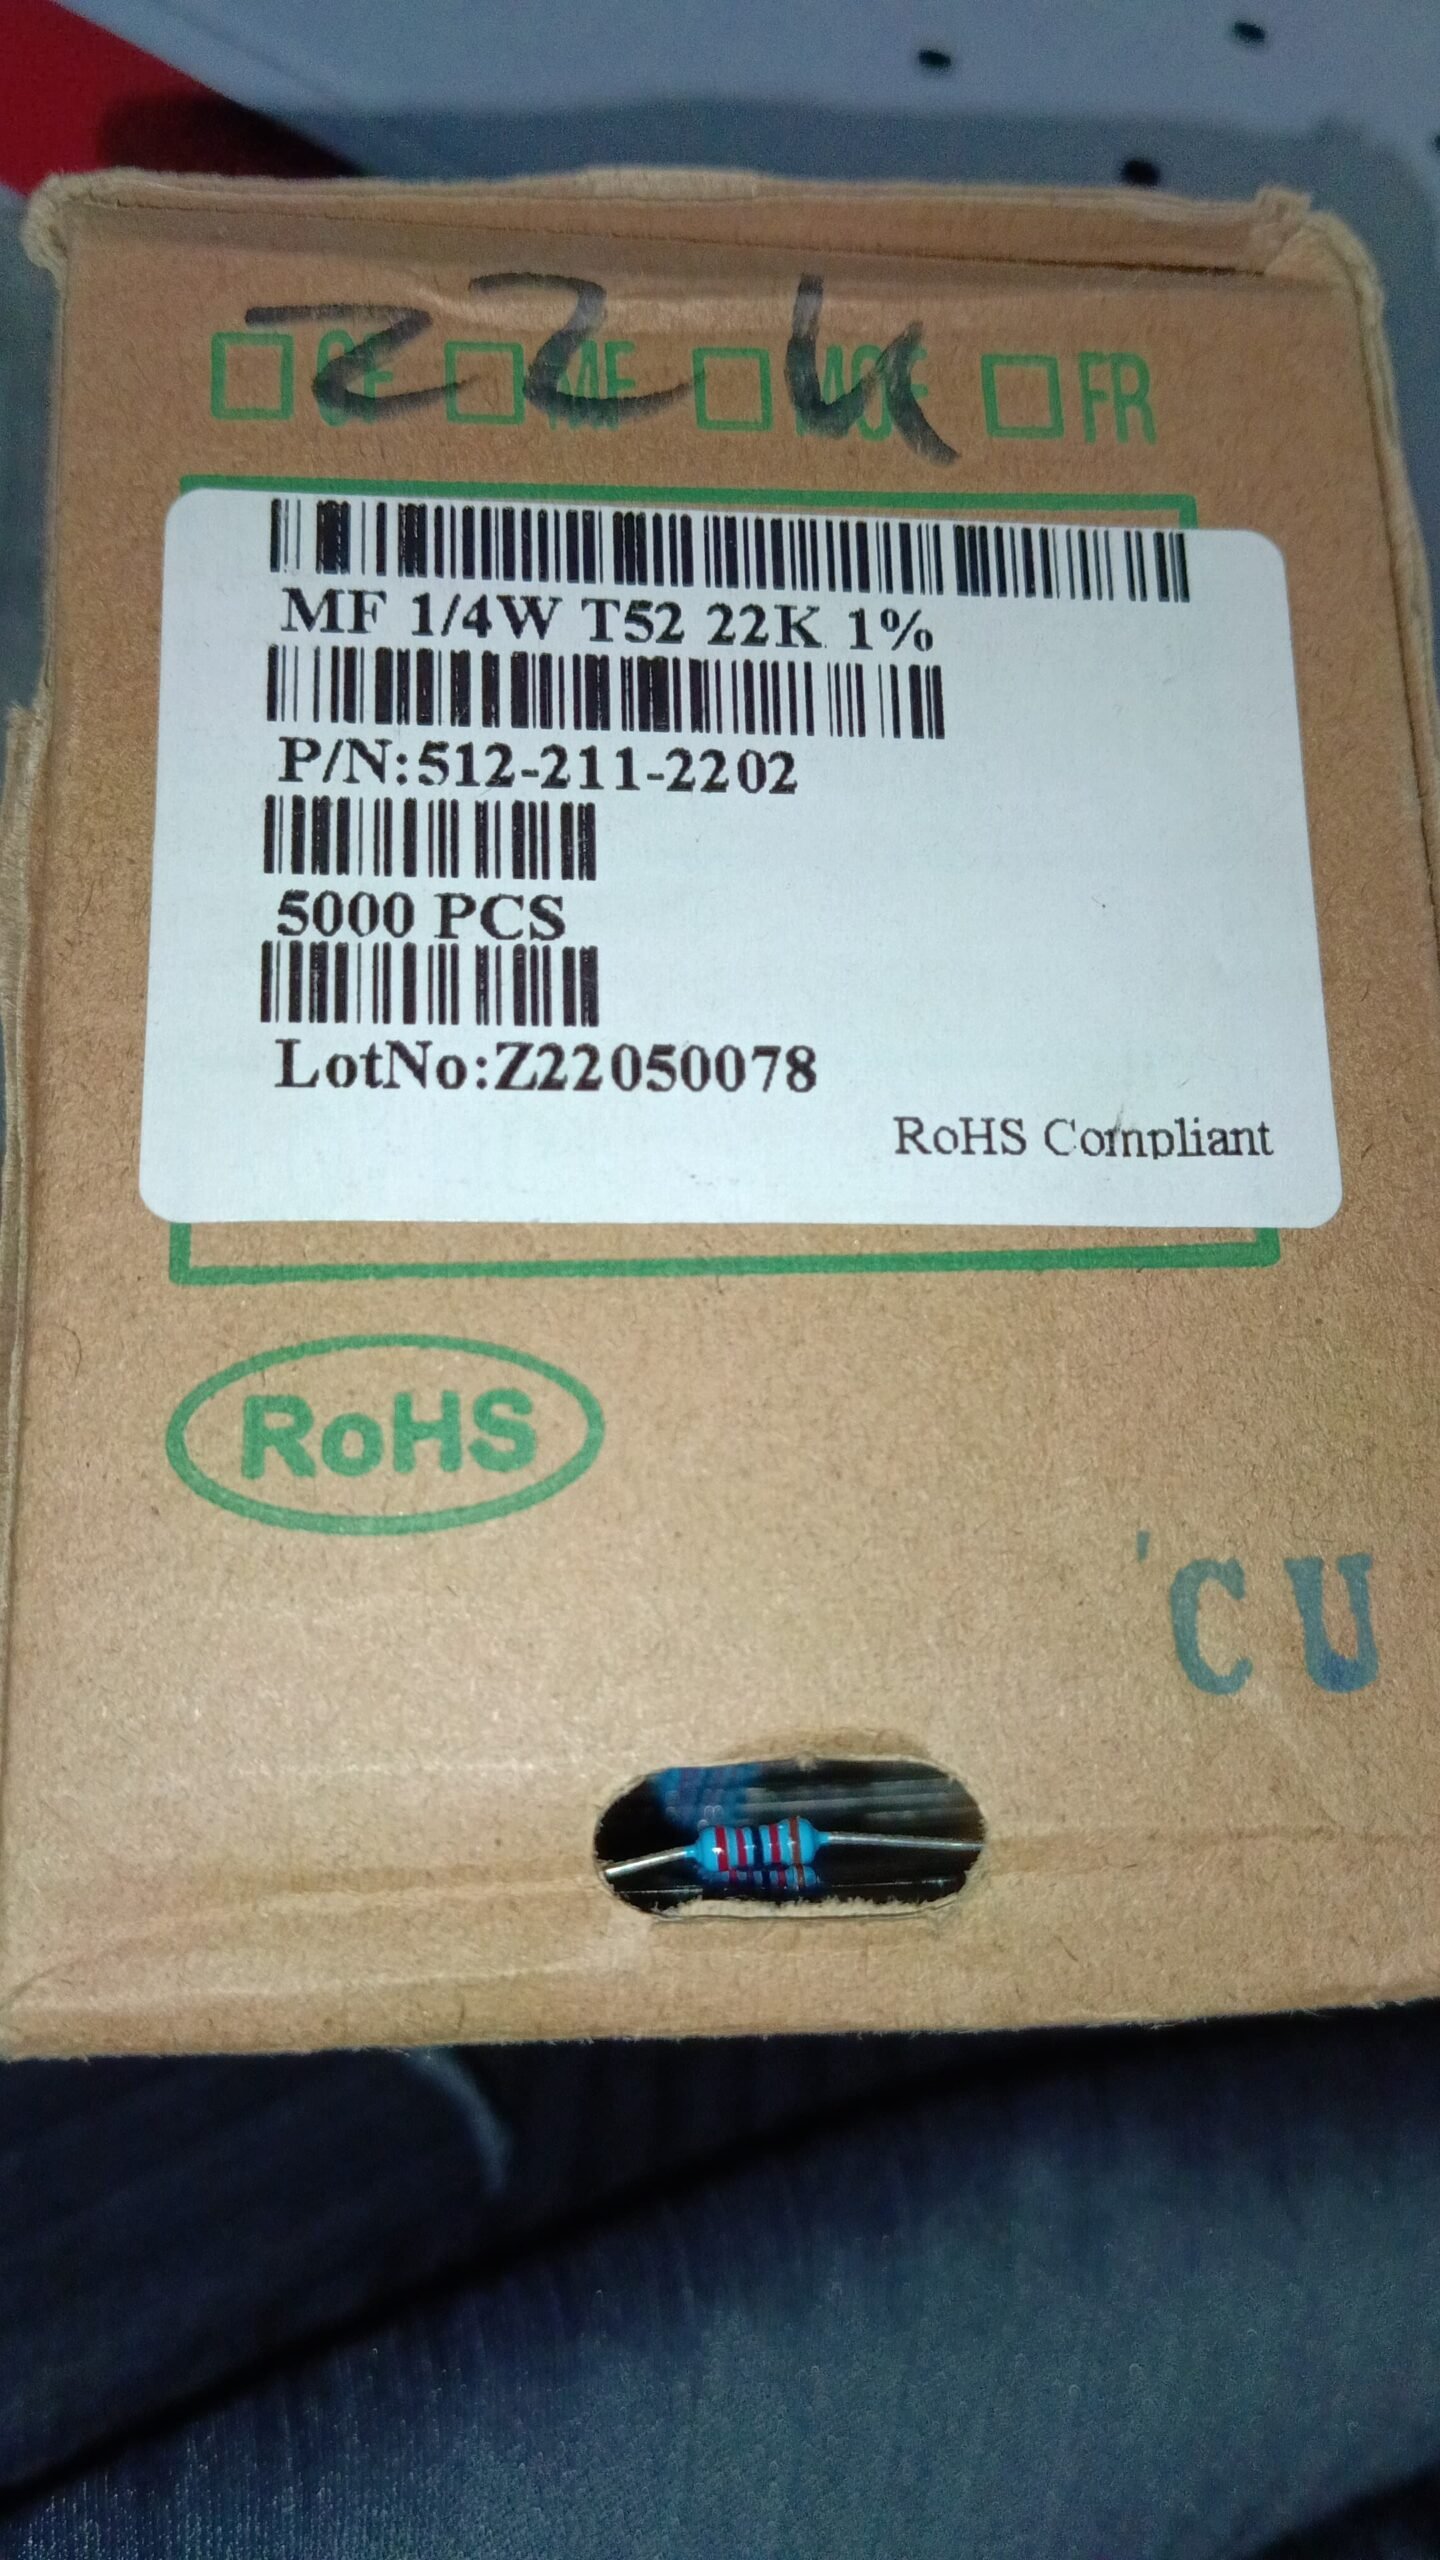 22K
CF MF MOF FR
MF 1/4W T52 22K 1%
P/N:512-211-2202
5000 PCS
LotNo:Z22050078
RoHS Compliant
RoHS
CU